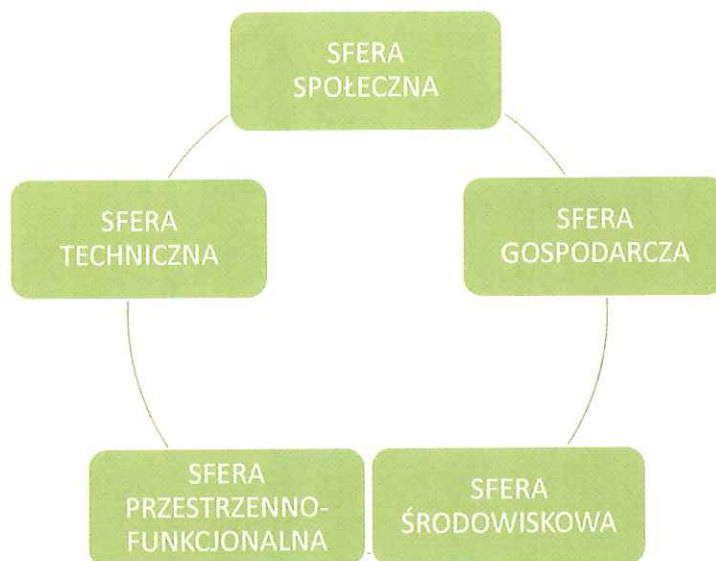 SFERA
SPOŁECZNA
SFERA
GOSPODARCZA
SFERA
ŚRODOWISKOWA
SFERA
PRZESTRZENNO-
FUNKCJONALNA
SFERA
TECHNICZNA